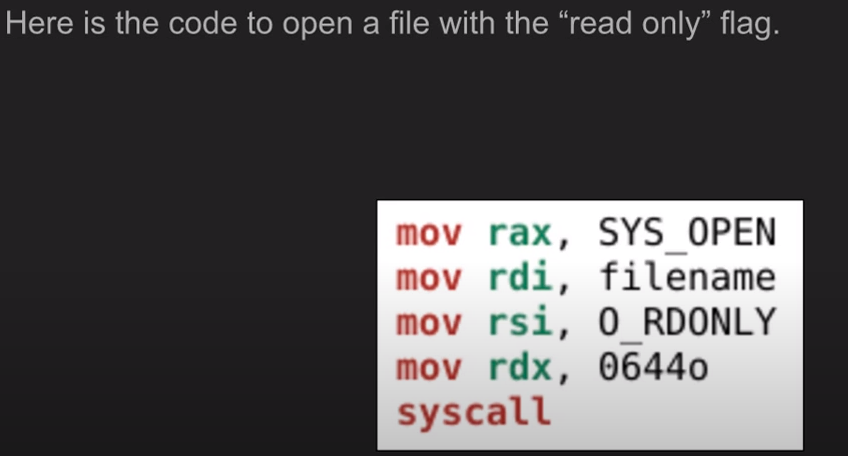 Here is the code to open a file with the “read only” flag.
mov rax, SYS_OPEN
mov rdi, filename
mov rsi, O_RDONLY
mov rdx, 0644o
syscall